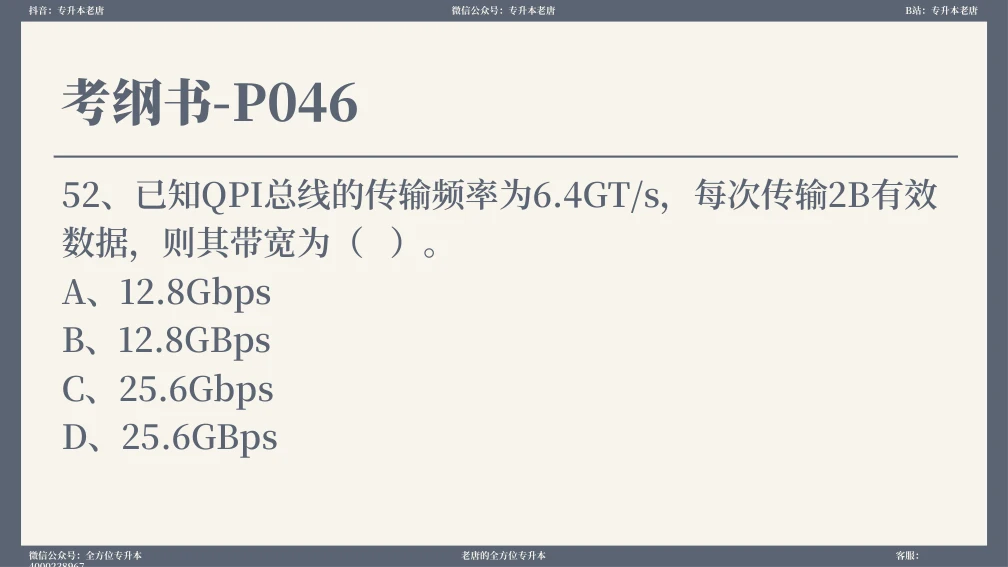 抖音：专升本老唐
微信公众号：专升本老唐
B站：专升本老唐
考纲书-P046
52、已知QPI总线的传输频率为6.4GT/s，每次传输2B有效
数据，则其带宽为（  ）。
A、12.8Gbps
B、12.8GBps
C、25.6Gbps
D、25.6GBps
微信公众号：全方位专升本
老唐的全方位专升本
客服：
4000238967